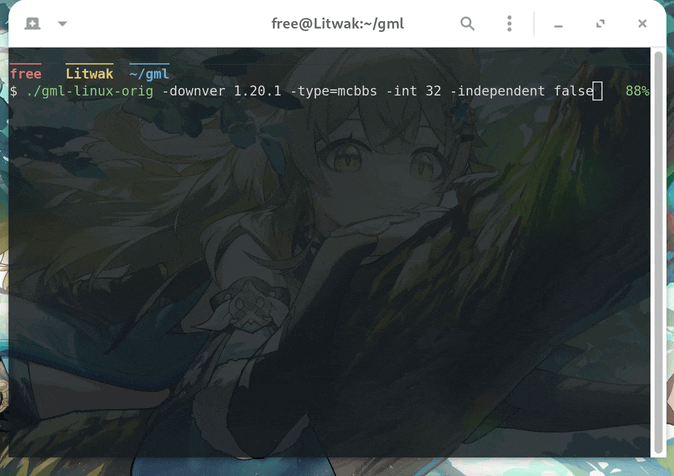 free@Litwak:~/gml
free Litwak ~/gml
$ ./gml-linux-orig -downver 1.20.1 -type=mcbbs -int 32 -independent false 88%